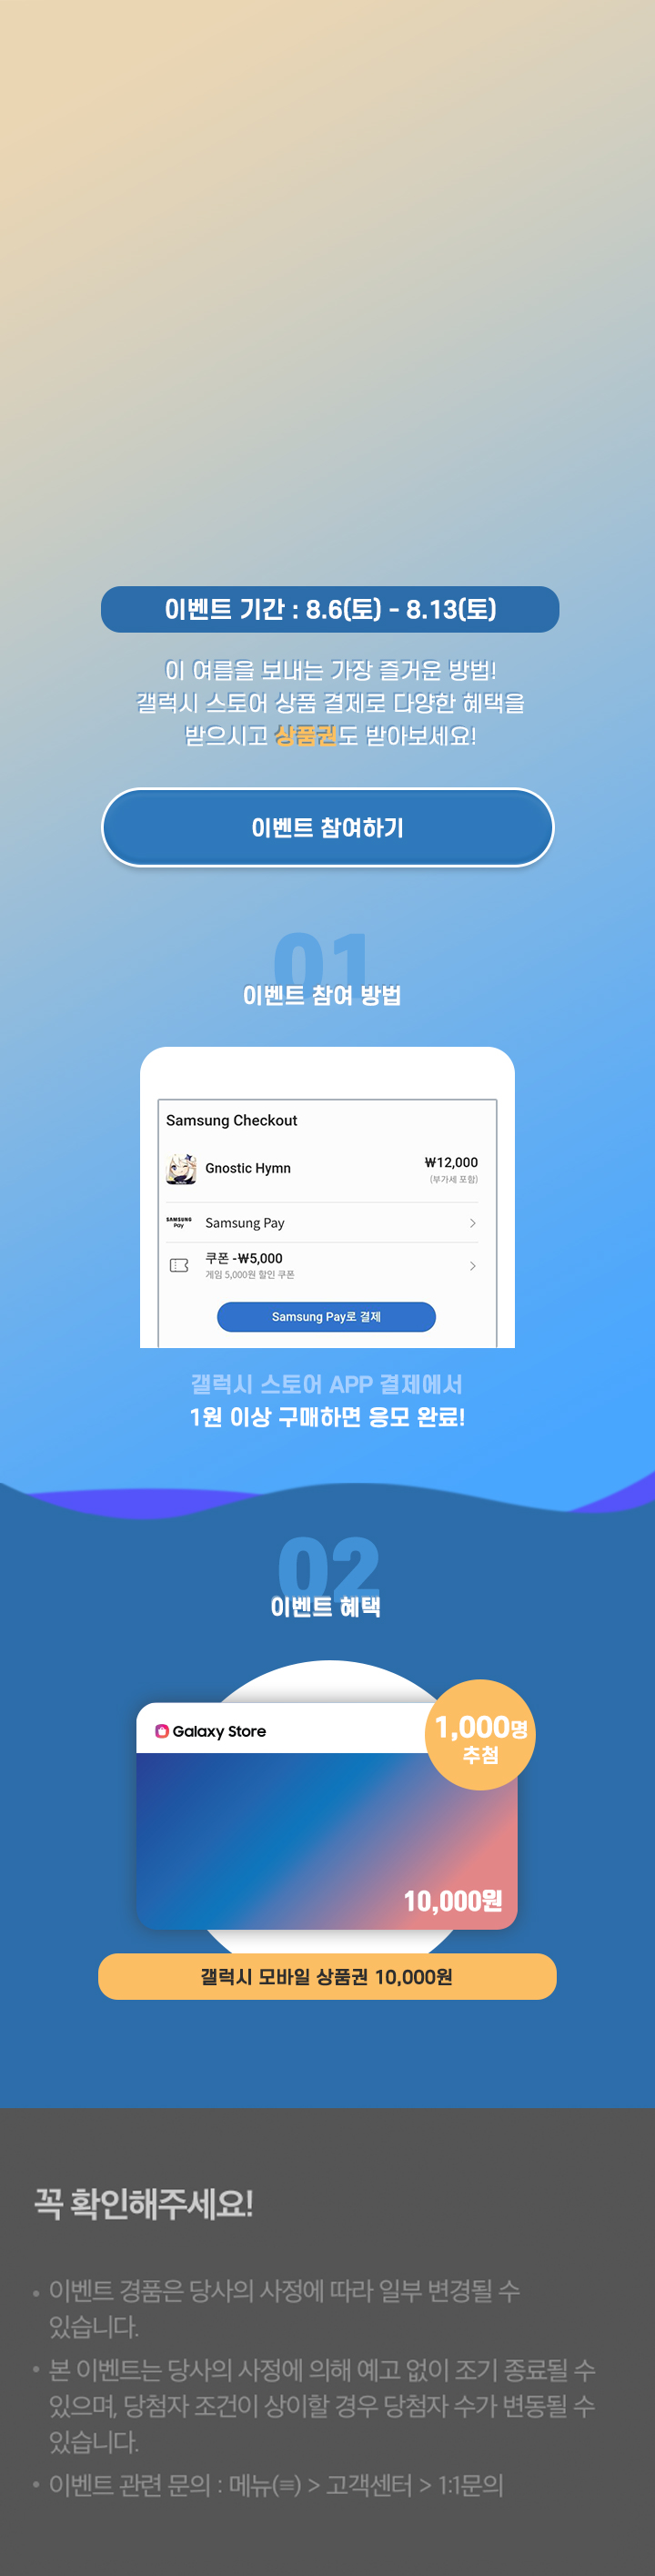 이벤트 기간 : 8.6(토) - 8.13(토)
이 여름을 보내는 가장 즐거운 방법!
갤럭시 스토어 상품 결제로 다양한 혜택을
받으시고 상품권도 받아보세요!
이벤트 참여하기
01
이벤트 참여 방법
Samsung Checkout
Gnostic Hymn
₩12,000
(부가세 포함)
SAMSUNG
Pay
Samsung Pay
쿠폰 -₩5,000
게임 5,000원 할인 쿠폰
Samsung Pay로 결제
갤럭시 스토어 APP 결제에서
1원 이상 구매하면 응모 완료!
02
이벤트 혜택
Galaxy Store
1,000명
추첨
10,000원
갤럭시 모바일 상품권 10,000원
꼭 확인해주세요!
• 이벤트 경품은 당사의 사정에 따라 일부 변경될 수
있습니다.
• 본 이벤트는 당사의 사정에 의해 예고 없이 조기 종료될 수
있으며, 당첨자 조건이 상이할 경우 당첨자 수가 변동될 수
있습니다.
• 이벤트 관련 문의 : 메뉴(≡) > 고객센터 > 1:1문의